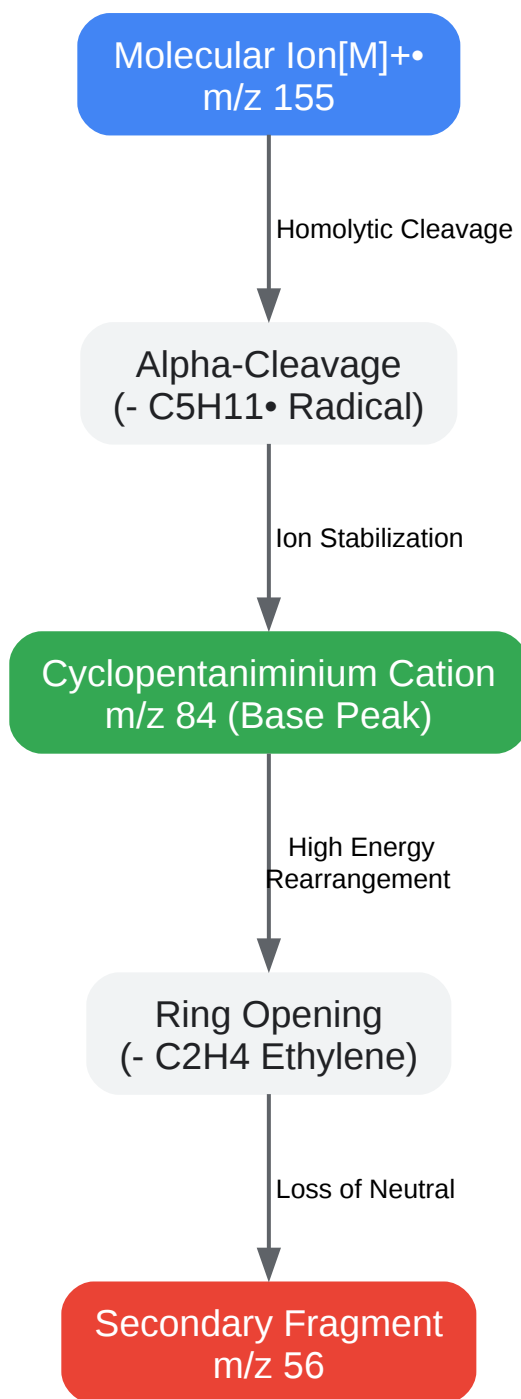 Molecular Ion[M]+•
m/z 155
Homolytic Cleavage
Alpha-Cleavage
(- C5H11• Radical)
Ion Stabilization
Cyclopentaniminium Cation
m/z 84 (Base Peak)
High Energy
Rearrangement
Ring Opening
(- C2H4 Ethylene)
Loss of Neutral
Secondary Fragment
m/z 56